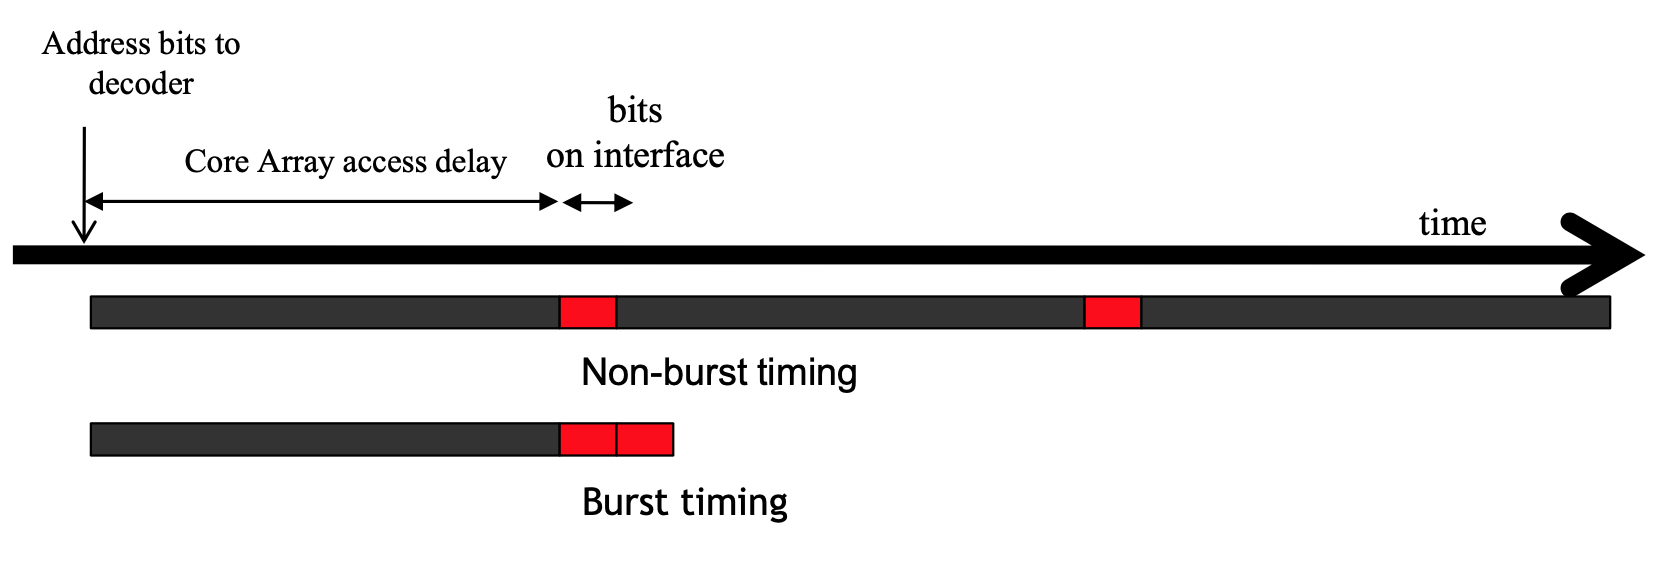 Address bits to
decoder
bits
on interface
Core Array access delay
time
Non-burst timing
Burst timing